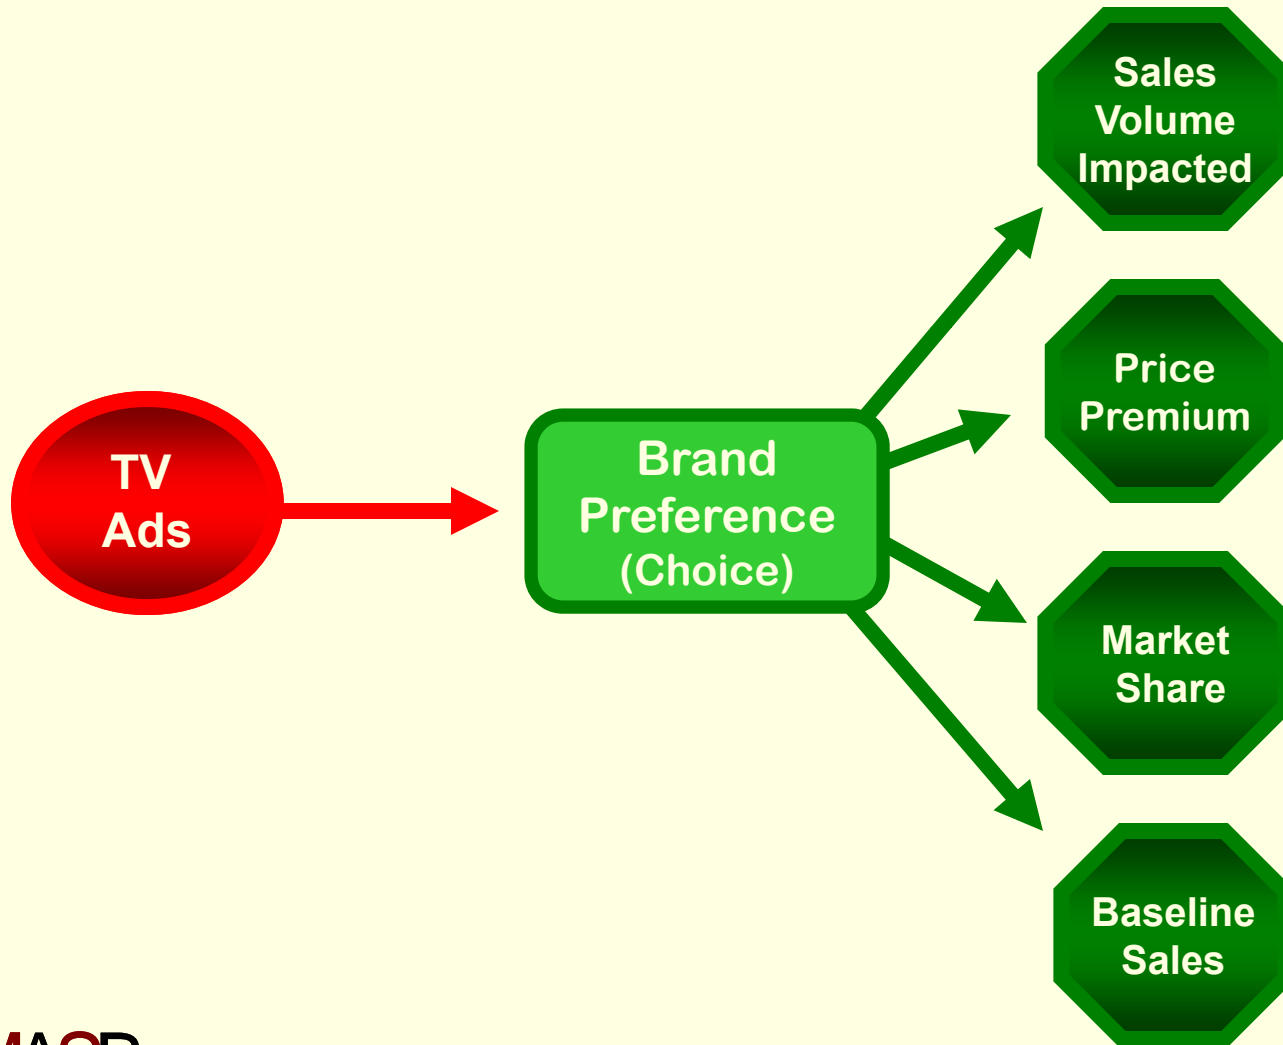 Sales
Volume
Impacted
Price
Premium
TV
Ads
Brand
Preference
(Choice)
Market
Share
Baseline
Sales